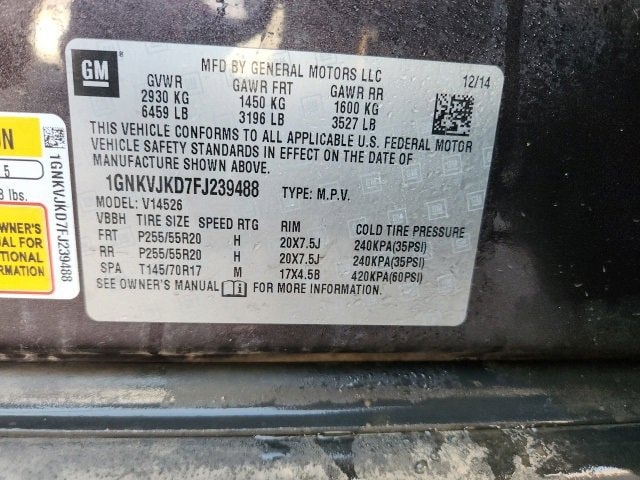 GM
MFD BY GENERAL MOTORS LLC 12/14
GVWR GAWR FRT GAWR RR
2930 KG 1450 KG 1600 KG
6459 LB 3196 LB 3527 LB
THIS VEHICLE CONFORMS TO ALL APPLICABLE U.S. FEDERAL MOTOR
VEHICLE SAFETY STANDARDS IN EFFECT ON THE DATE OF
MANUFACTURE SHOWN ABOVE.
1GNKVJKD7FJ239488 TYPE: M.P.V.
MODEL: V14526
VBBH TIRE SIZE SPEED RTG RIM COLD TIRE PRESSURE
FRT P255/55R20 H 20X7.5J 240KPA(35PSI)
RR P255/55R20 H 20X7.5J 240KPA(35PSI)
SPA T145/70R17 M 17X4.5B 420KPA(60PSI)
SEE OWNER'S MANUAL i FOR MORE INFORMATION.
ON
5
lbs.
WNER'S
UAL FOR
TIONAL
RMATION
1GNKVJKD7FJ239488